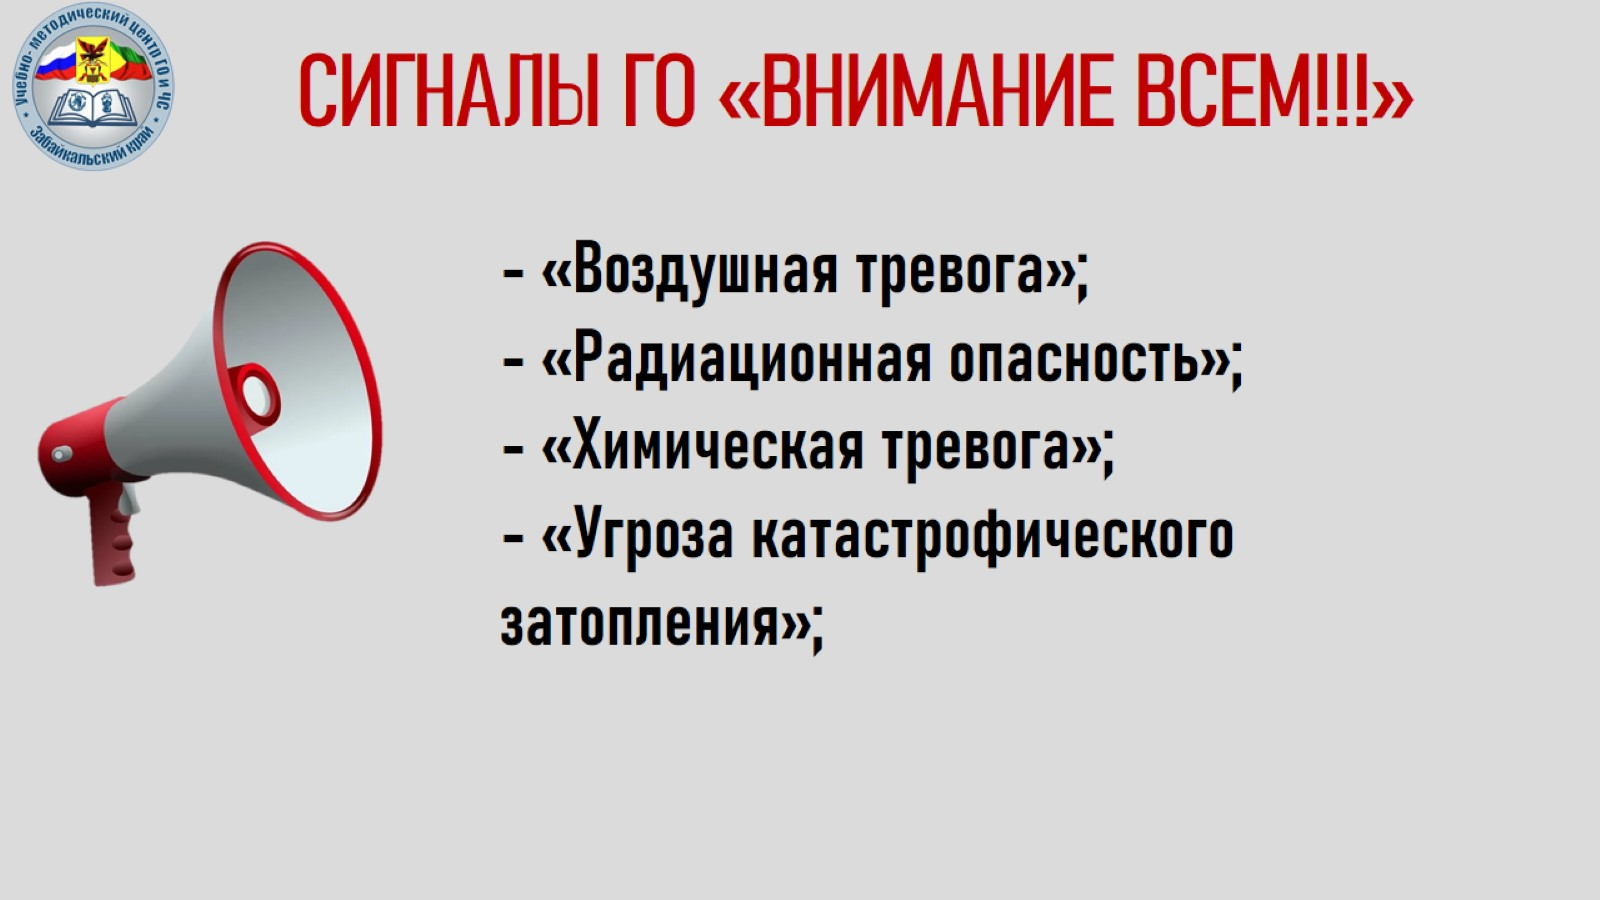 Учебно-методический центр ГО и ЧС
Забайкальский край
СИГНАЛЫ ГО «ВНИМАНИЕ ВСЕМ!!!»
- «Воздушная тревога»;
- «Радиационная опасность»;
- «Химическая тревога»;
- «Угроза катастрофического
затопления»;